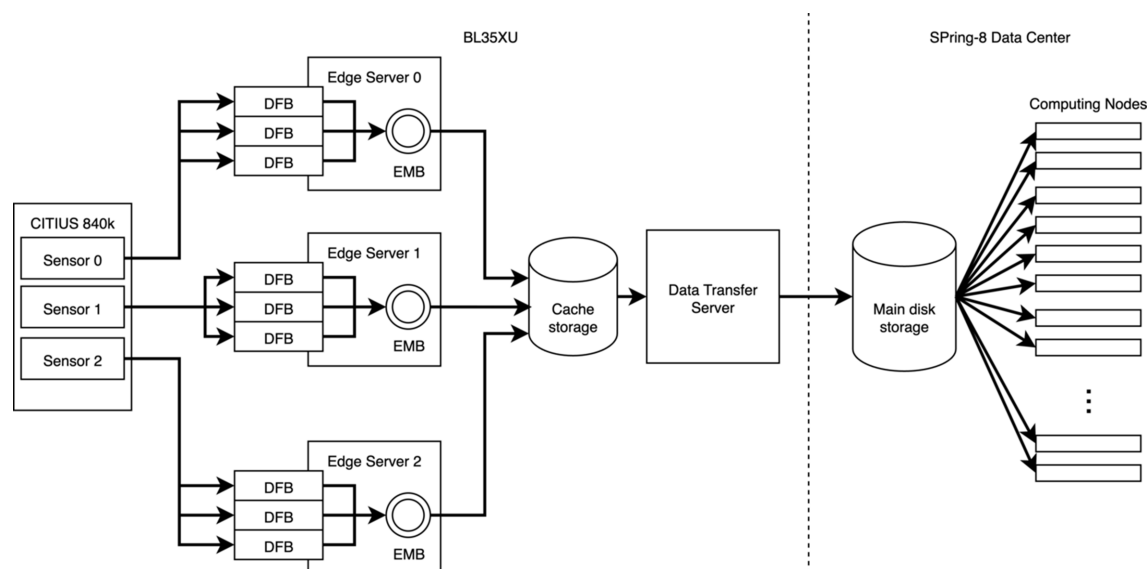 BL35XU
SPring-8 Data Center
Edge Server 0
DFB
DFB
DFB
EMB
Computing Nodes
CITIUS 840k
Sensor 0
Sensor 1
Sensor 2
Edge Server 1
DFB
DFB
DFB
EMB
Cache
storage
Data Transfer
Server
Main disk
storage
Edge Server 2
DFB
DFB
DFB
EMB